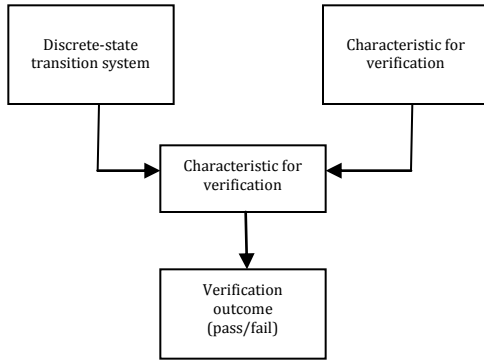 Discrete-state
transition system
Characteristic for
verification
Characteristic for
verification
Verification
outcome
(pass/fail)